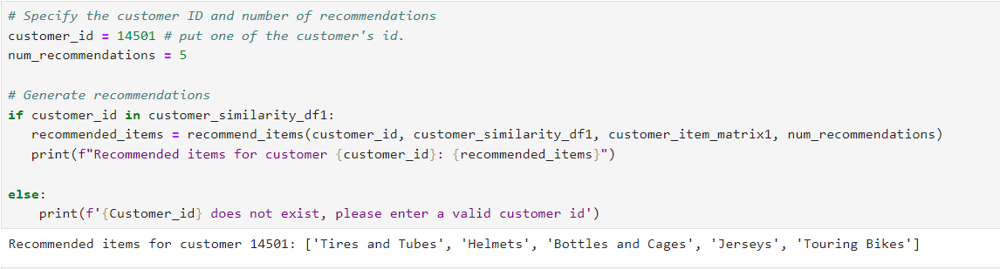 # Specify the customer ID and number of recommendations
customer_id = 14501 # put one of the customer's id.
num_recommendations = 5
# Generate recommendations
if customer_id in customer_similarity_df1:
recommended_items = recommend_items(customer_id, customer_similarity_df1, customer_item_matrix1, num_recommendations)
print(f"Recommended items for customer {customer_id}: {recommended_items}")
else:
print(f'{Customer_id} does not exist, please enter a valid customer id')
Recommended items for customer 14501: ['Tires and Tubes', 'Helmets', 'Bottles and Cages', 'Jerseys', 'Touring Bikes']